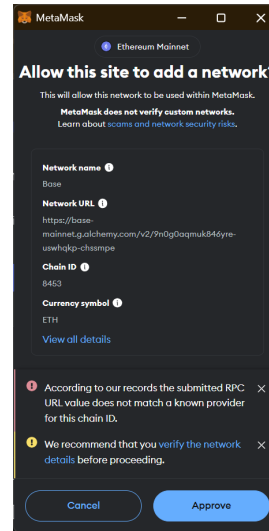 MetaMask
Ethereum Mainnet
Allow this site to add a network?
This will allow this network to be used within MetaMask.
MetaMask does not verify custom networks.
Learn about scams and network security risks.
Network name
Base
Network URL
https://base-
mainnet.g.alchemy.com/v2/9n0g0aqmuk846yre-
uswhqkp-chssmpe
Chain ID
8453
Currency symbol
ETH
View all details
According to our records the submitted RPC
URL value does not match a known provider
for this chain ID.
We recommend that you verify the network
details before proceeding.
Cancel
Approve